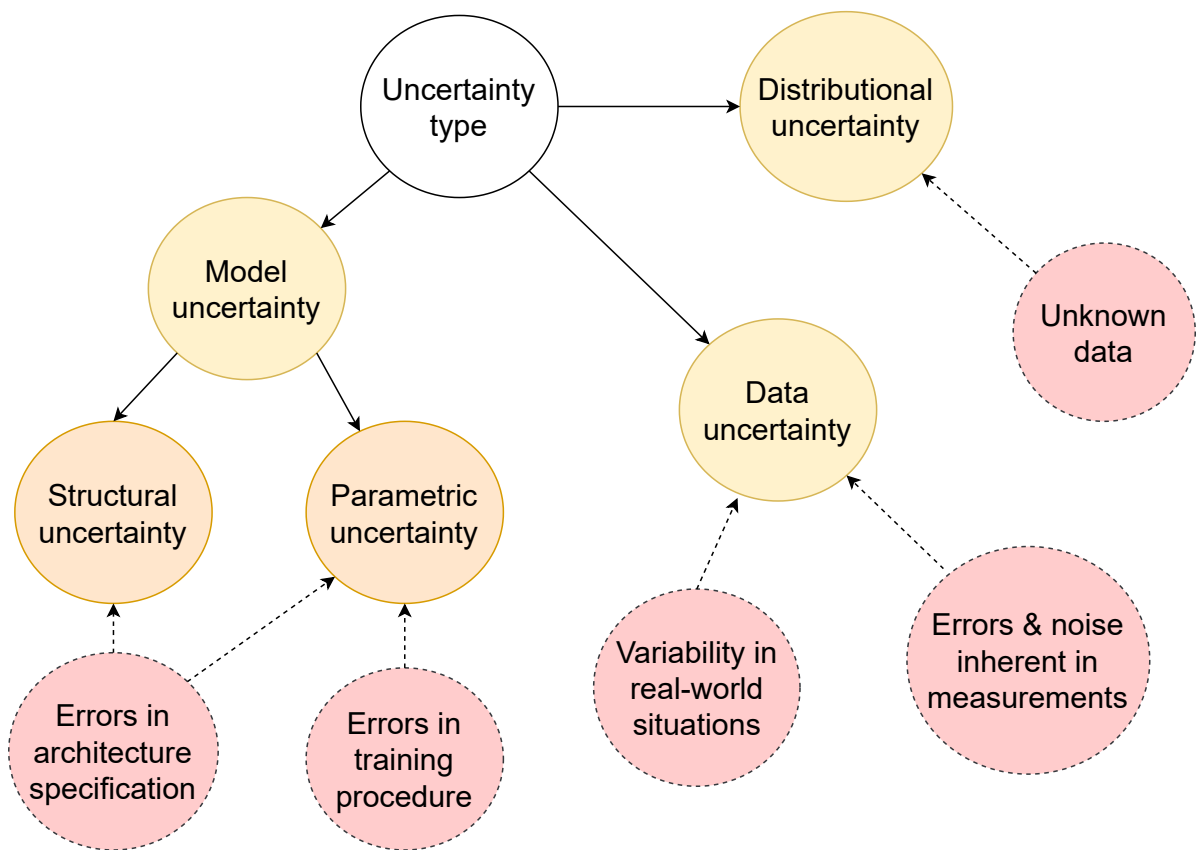 Uncertainty
type
Distributional
uncertainty
Model
uncertainty
Unknown
data
Data
uncertainty
Structural
uncertainty
Parametric
uncertainty
Variability in
real-world
situations
Errors & noise
inherent in
measurements
Errors in
architecture
specification
Errors in
training
procedure